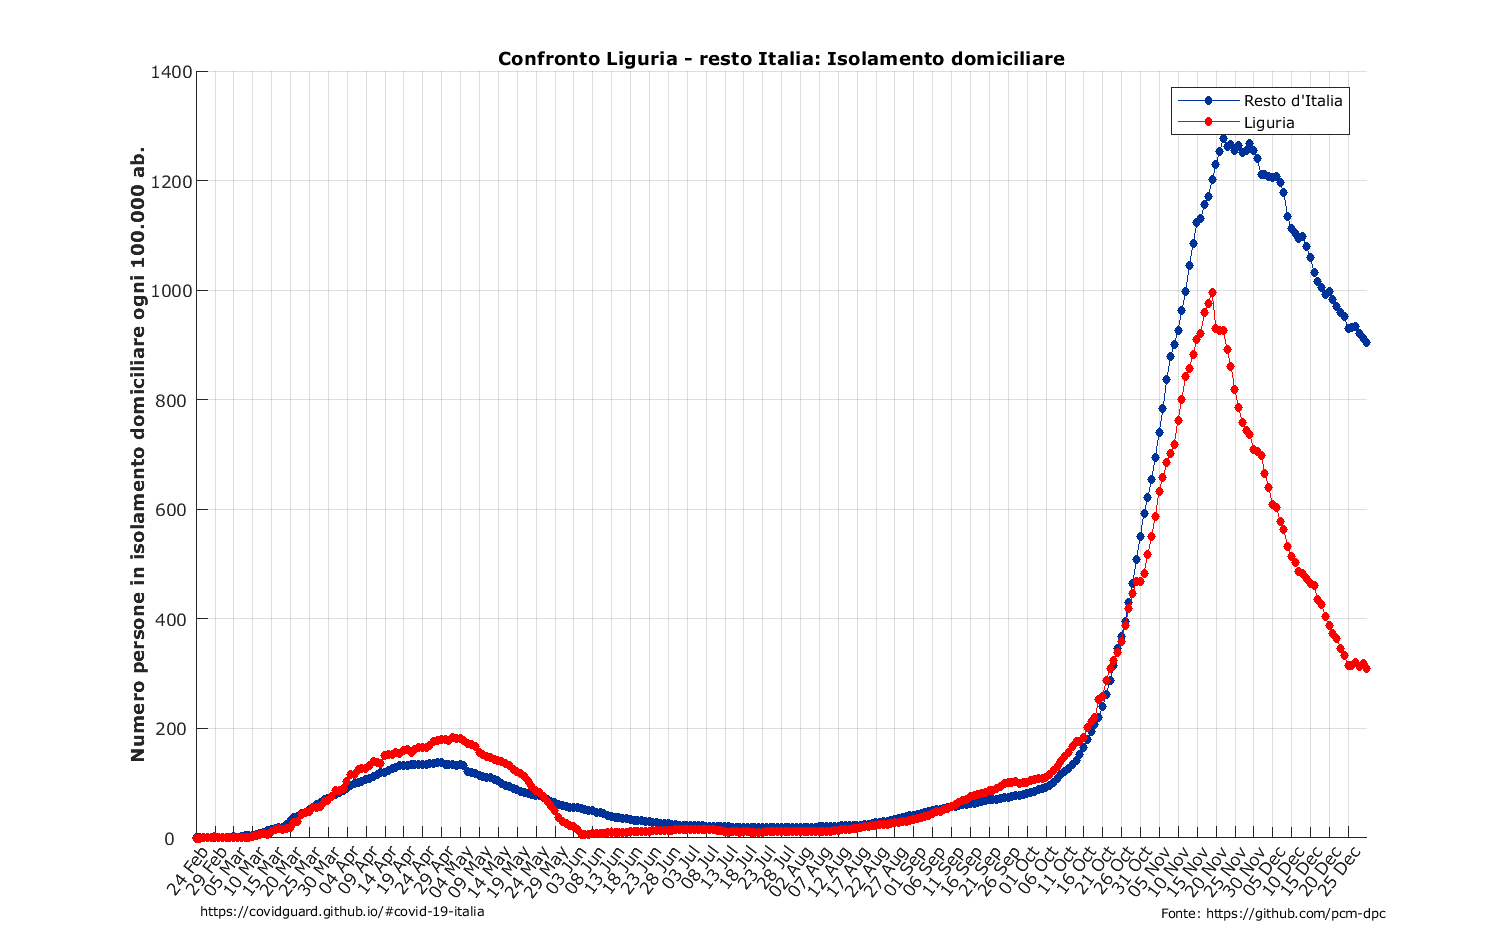 Confronto Liguria - resto Italia: Isolamento domiciliare
Resto d'Italia
Liguria
Numero persone in isolamento domiciliare ogni 100.000 ab.
1400
1200
1000
800
600
400
200
0
24 Feb
29 Feb
05 Mar
10 Mar
15 Mar
20 Mar
25 Mar
30 Mar
04 Apr
09 Apr
14 Apr
19 Apr
24 Apr
29 Apr
04 May
09 May
14 May
19 May
24 May
29 May
03 Jun
08 Jun
13 Jun
18 Jun
23 Jun
28 Jun
03 Jul
08 Jul
13 Jul
18 Jul
23 Jul
28 Jul
02 Aug
07 Aug
12 Aug
17 Aug
22 Aug
27 Aug
01 Sep
06 Sep
11 Sep
16 Sep
21 Sep
26 Sep
01 Oct
06 Oct
11 Oct
16 Oct
21 Oct
26 Oct
31 Oct
05 Nov
10 Nov
15 Nov
20 Nov
25 Nov
30 Nov
05 Dec
10 Dec
15 Dec
20 Dec
25 Dec
https://covidguard.github.io/#covid-19-italia
Fonte: https://github.com/pcm-dpc